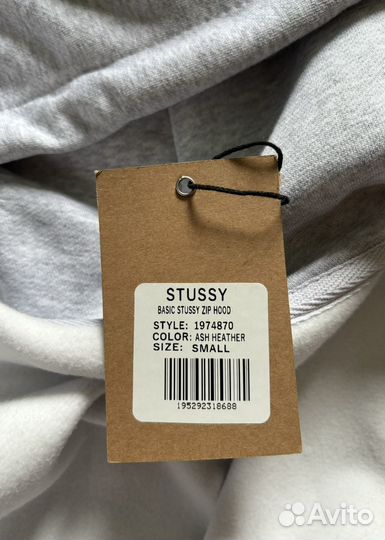 STUSSY
BASIC STUSSY ZIP HOOD
STYLE: 1974870
COLOR: ASH HEATHER
SIZE: SMALL
195292318688
Avito